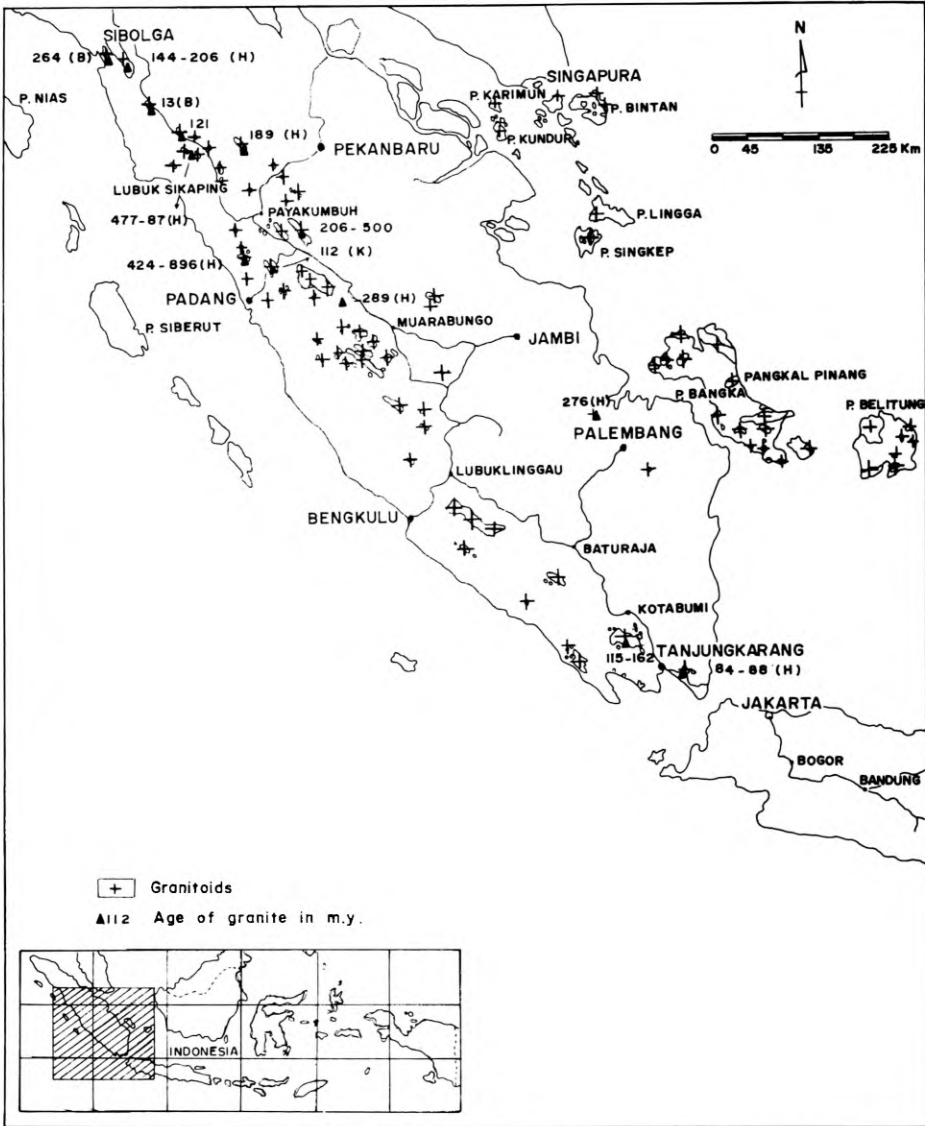 SIBOLGA
264 (B)
144-206 (H)
N
SINGAPURA
P. KARIMUN
P. BINTAN
P. NIAS
13(B)
121
189 (H)
P. KUNDUR
PEKANBARU
0 45 135 225 Km
LUBUK SIKAPING
PAYAKUMBUH
P. LINGGA
477-87(H)
206-500
112 (K)
P. SINGKEP
424-896(H)
PADANG
289 (H)
P. SIBERUT
MUARABUNGO
JAMBI
PANGKAL PINANG
P. BANGKA
276(H)
P. BELITUNG
PALEMBANG
LUBUKLINGGAU
BENGKULU
BATURAJA
KOTABUMI
TANJUNGKARANG
115-162
84-88 (H)
JAKARTA
BOGOR
BANDUNG
+ Granitoids
▲112 Age of granite in m.y.
INDONESIA